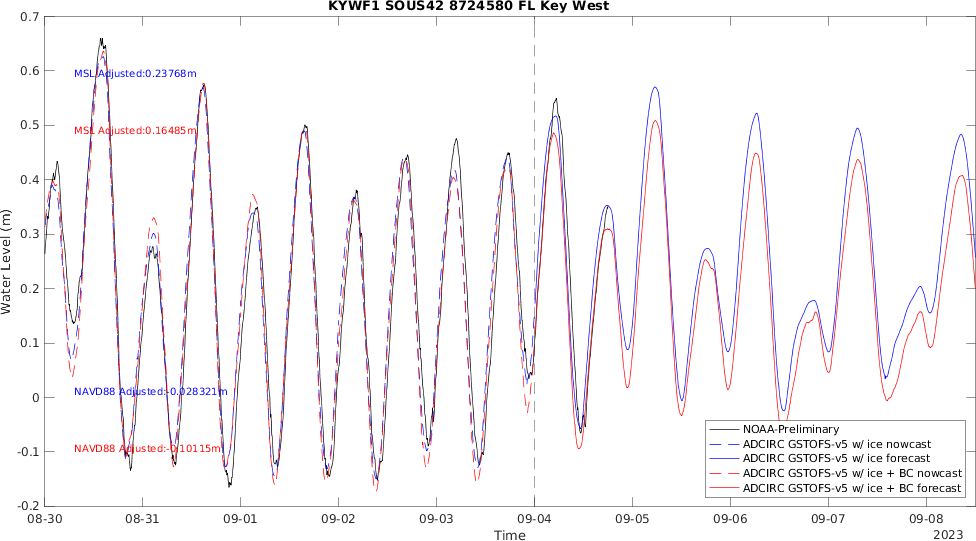 KYWF1 SOUS42 8724580 FL Key West
Water Level (m)
0.7
0.6
0.5
0.4
0.3
0.2
0.1
0
-0.1
-0.2
MSL Adjusted:0.23768m
MSL Adjusted:0.16485m
NAVD88 Adjusted:-0.028321m
NAVD88 Adjusted:-0.10115m
NOAA-Preliminary
ADCIRC GSTOFS-v5 w/ ice nowcast
ADCIRC GSTOFS-v5 w/ ice forecast
ADCIRC GSTOFS-v5 w/ ice + BC nowcast
ADCIRC GSTOFS-v5 w/ ice + BC forecast
08-30 08-31 09-01 09-02 09-03 09-04 09-05 09-06 09-07 09-08
Time
2023